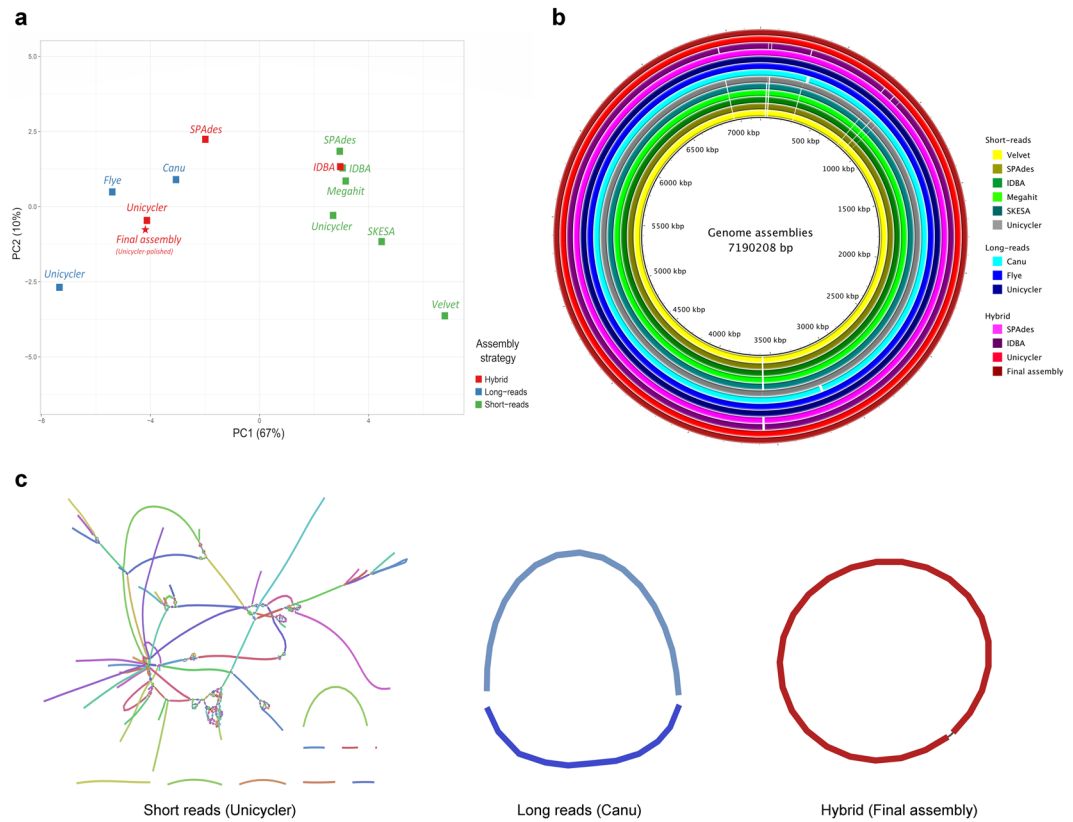 a
5.0
2.5
0.0
−2.5
−5.0
−8
−4
0
4
PC2 (10%)
PC1 (67%)
SPAdes
Flye
Canu
Unicycler
Final assembly
(Unicycler-polished)
Unicycler
SPAdes
IDBA
IDBA
Megahit
Unicycler
SKESA
Velvet
Assembly
strategy
Hybrid
Long−reads
Short−reads
b
7000 kbp
500 kbp
6500 kbp
1000 kbp
6000 kbp
1500 kbp
5500 kbp
2000 kbp
5000 kbp
2500 kbp
4500 kbp
3000 kbp
4000 kbp
3500 kbp
Genome assemblies
7190208 bp
Short−reads
Velvet
SPAdes
IDBA
Megahit
SKESA
Unicycler
Long−reads
Canu
Flye
Unicycler
Hybrid
SPAdes
IDBA
Unicycler
Final assembly
c
Short reads (Unicycler)
Long reads (Canu)
Hybrid (Final assembly)